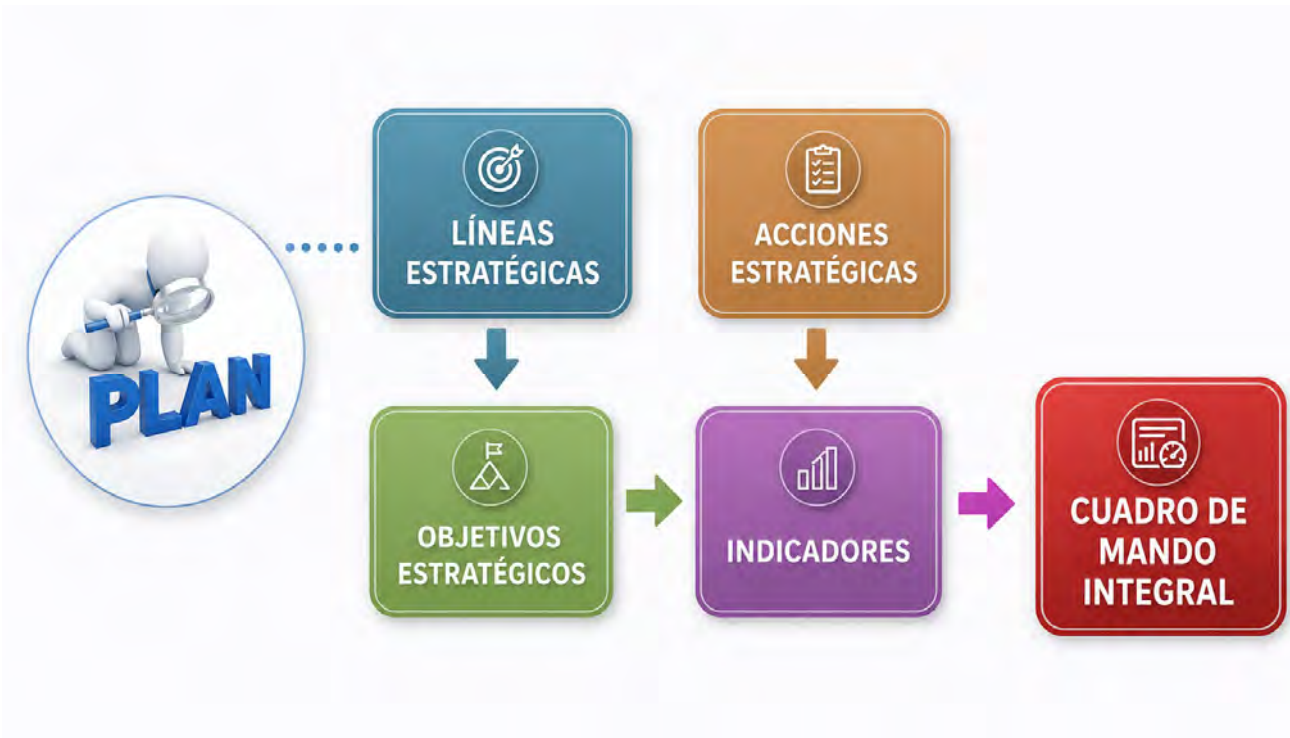 PLAN
LÍNEAS
ESTRATÉGICAS
ACCIONES
ESTRATÉGICAS
OBJETIVOS
ESTRATÉGICOS
INDICADORES
CUADRO DE
MANDO
INTEGRAL